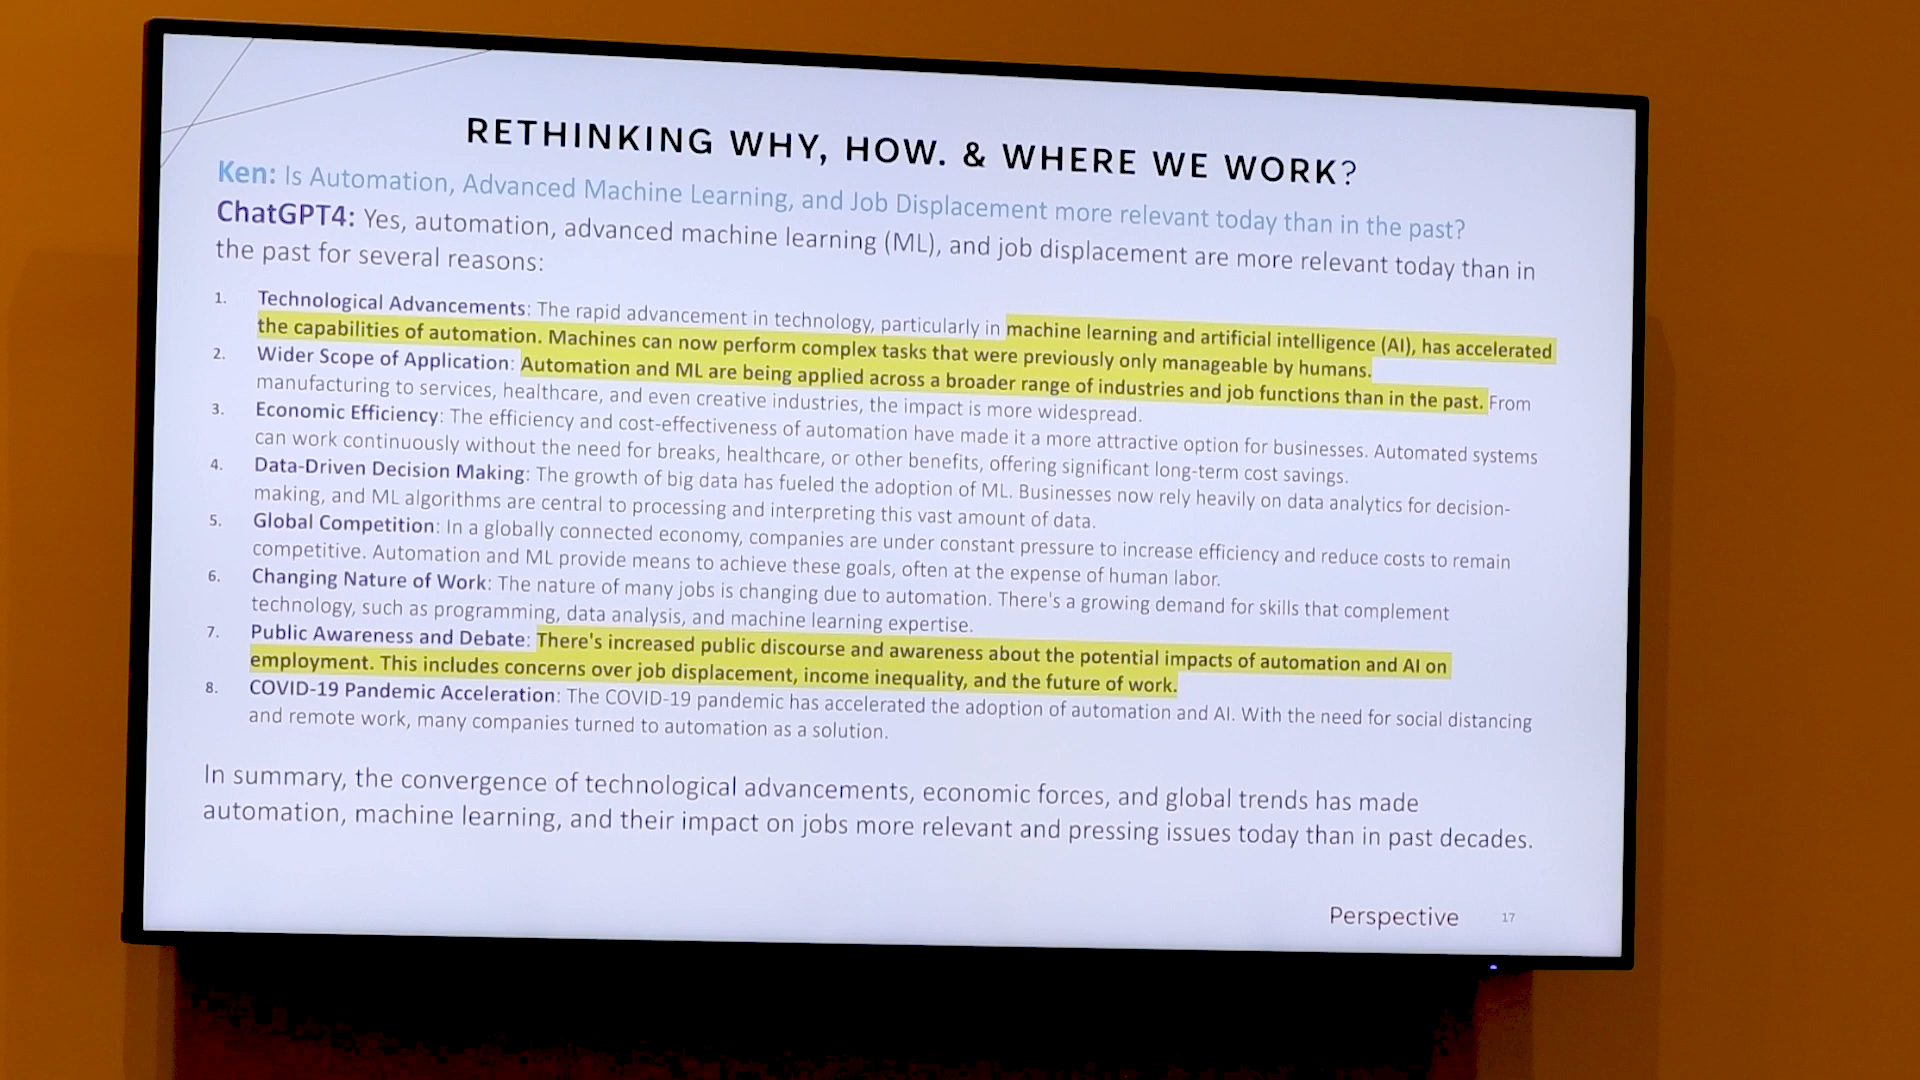 RETHINKING WHY, HOW. & WHERE WE WORK?
Ken: Is Automation, Advanced Machine Learning, and Job Displacement more relevant today than in the past?
ChatGPT4: Yes, automation, advanced machine learning (ML), and job displacement are more relevant today than in
the past for several reasons:
1. Technological Advancements: The rapid advancement in technology, particularly in machine learning and artificial intelligence (AI), has accelerated
the capabilities of automation. Machines can now perform complex tasks that were previously only manageable by humans.
2. Wider Scope of Application: Automation and ML are being applied across a broader range of industries and job functions than in the past. From
manufacturing to services, healthcare, and even creative industries, the impact is more widespread.
3. Economic Efficiency: The efficiency and cost-effectiveness of automation have made it a more attractive option for businesses. Automated systems
can work continuously without the need for breaks, healthcare, or other benefits, offering significant long-term cost savings.
4. Data-Driven Decision Making: The growth of big data has fueled the adoption of ML. Businesses now rely heavily on data analytics for decision-
making, and ML algorithms are central to processing and interpreting this vast amount of data.
5. Global Competition: In a globally connected economy, companies are under constant pressure to increase efficiency and reduce costs to remain
competitive. Automation and ML provide means to achieve these goals, often at the expense of human labor.
6. Changing Nature of Work: The nature of many jobs is changing due to automation. There's a growing demand for skills that complement
technology, such as programming, data analysis, and machine learning expertise.
7. Public Awareness and Debate: There's increased public discourse and awareness about the potential impacts of automation and AI on
employment. This includes concerns over job displacement, income inequality, and the future of work.
8. COVID-19 Pandemic Acceleration: The COVID-19 pandemic has accelerated the adoption of automation and AI. With the need for social distancing
and remote work, many companies turned to automation as a solution.
In summary, the convergence of technological advancements, economic forces, and global trends has made
automation, machine learning, and their impact on jobs more relevant and pressing issues today than in past decades.
Perspective 17